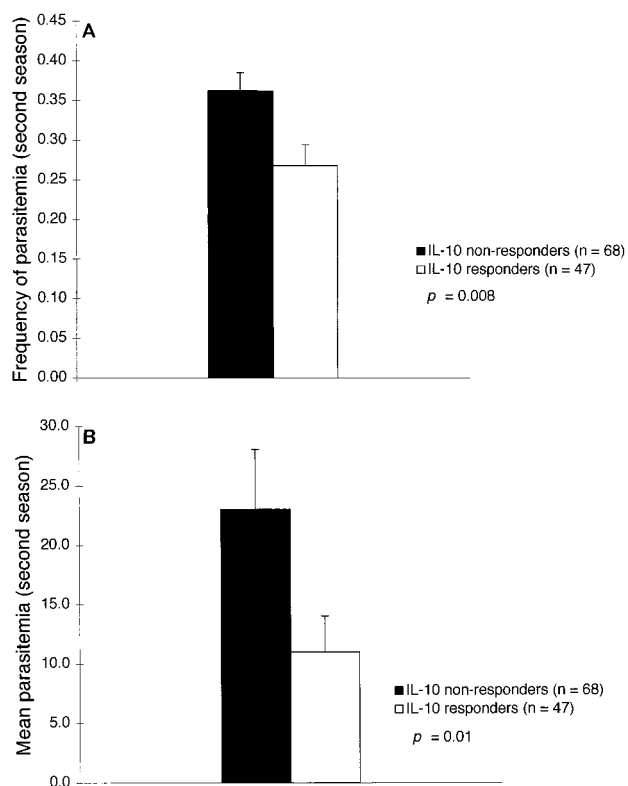 A
Frequency of parasitemia (second season)
0.45
0.40
0.35
0.30
0.25
0.20
0.15
0.10
0.05
0.00
IL-10 non-responders (n = 68)
IL-10 responders (n = 47)
p = 0.008
B
Mean parasitemia (second season)
30.0
25.0
20.0
15.0
10.0
5.0
0.0
IL-10 non-responders (n = 68)
IL-10 responders (n = 47)
p = 0.01